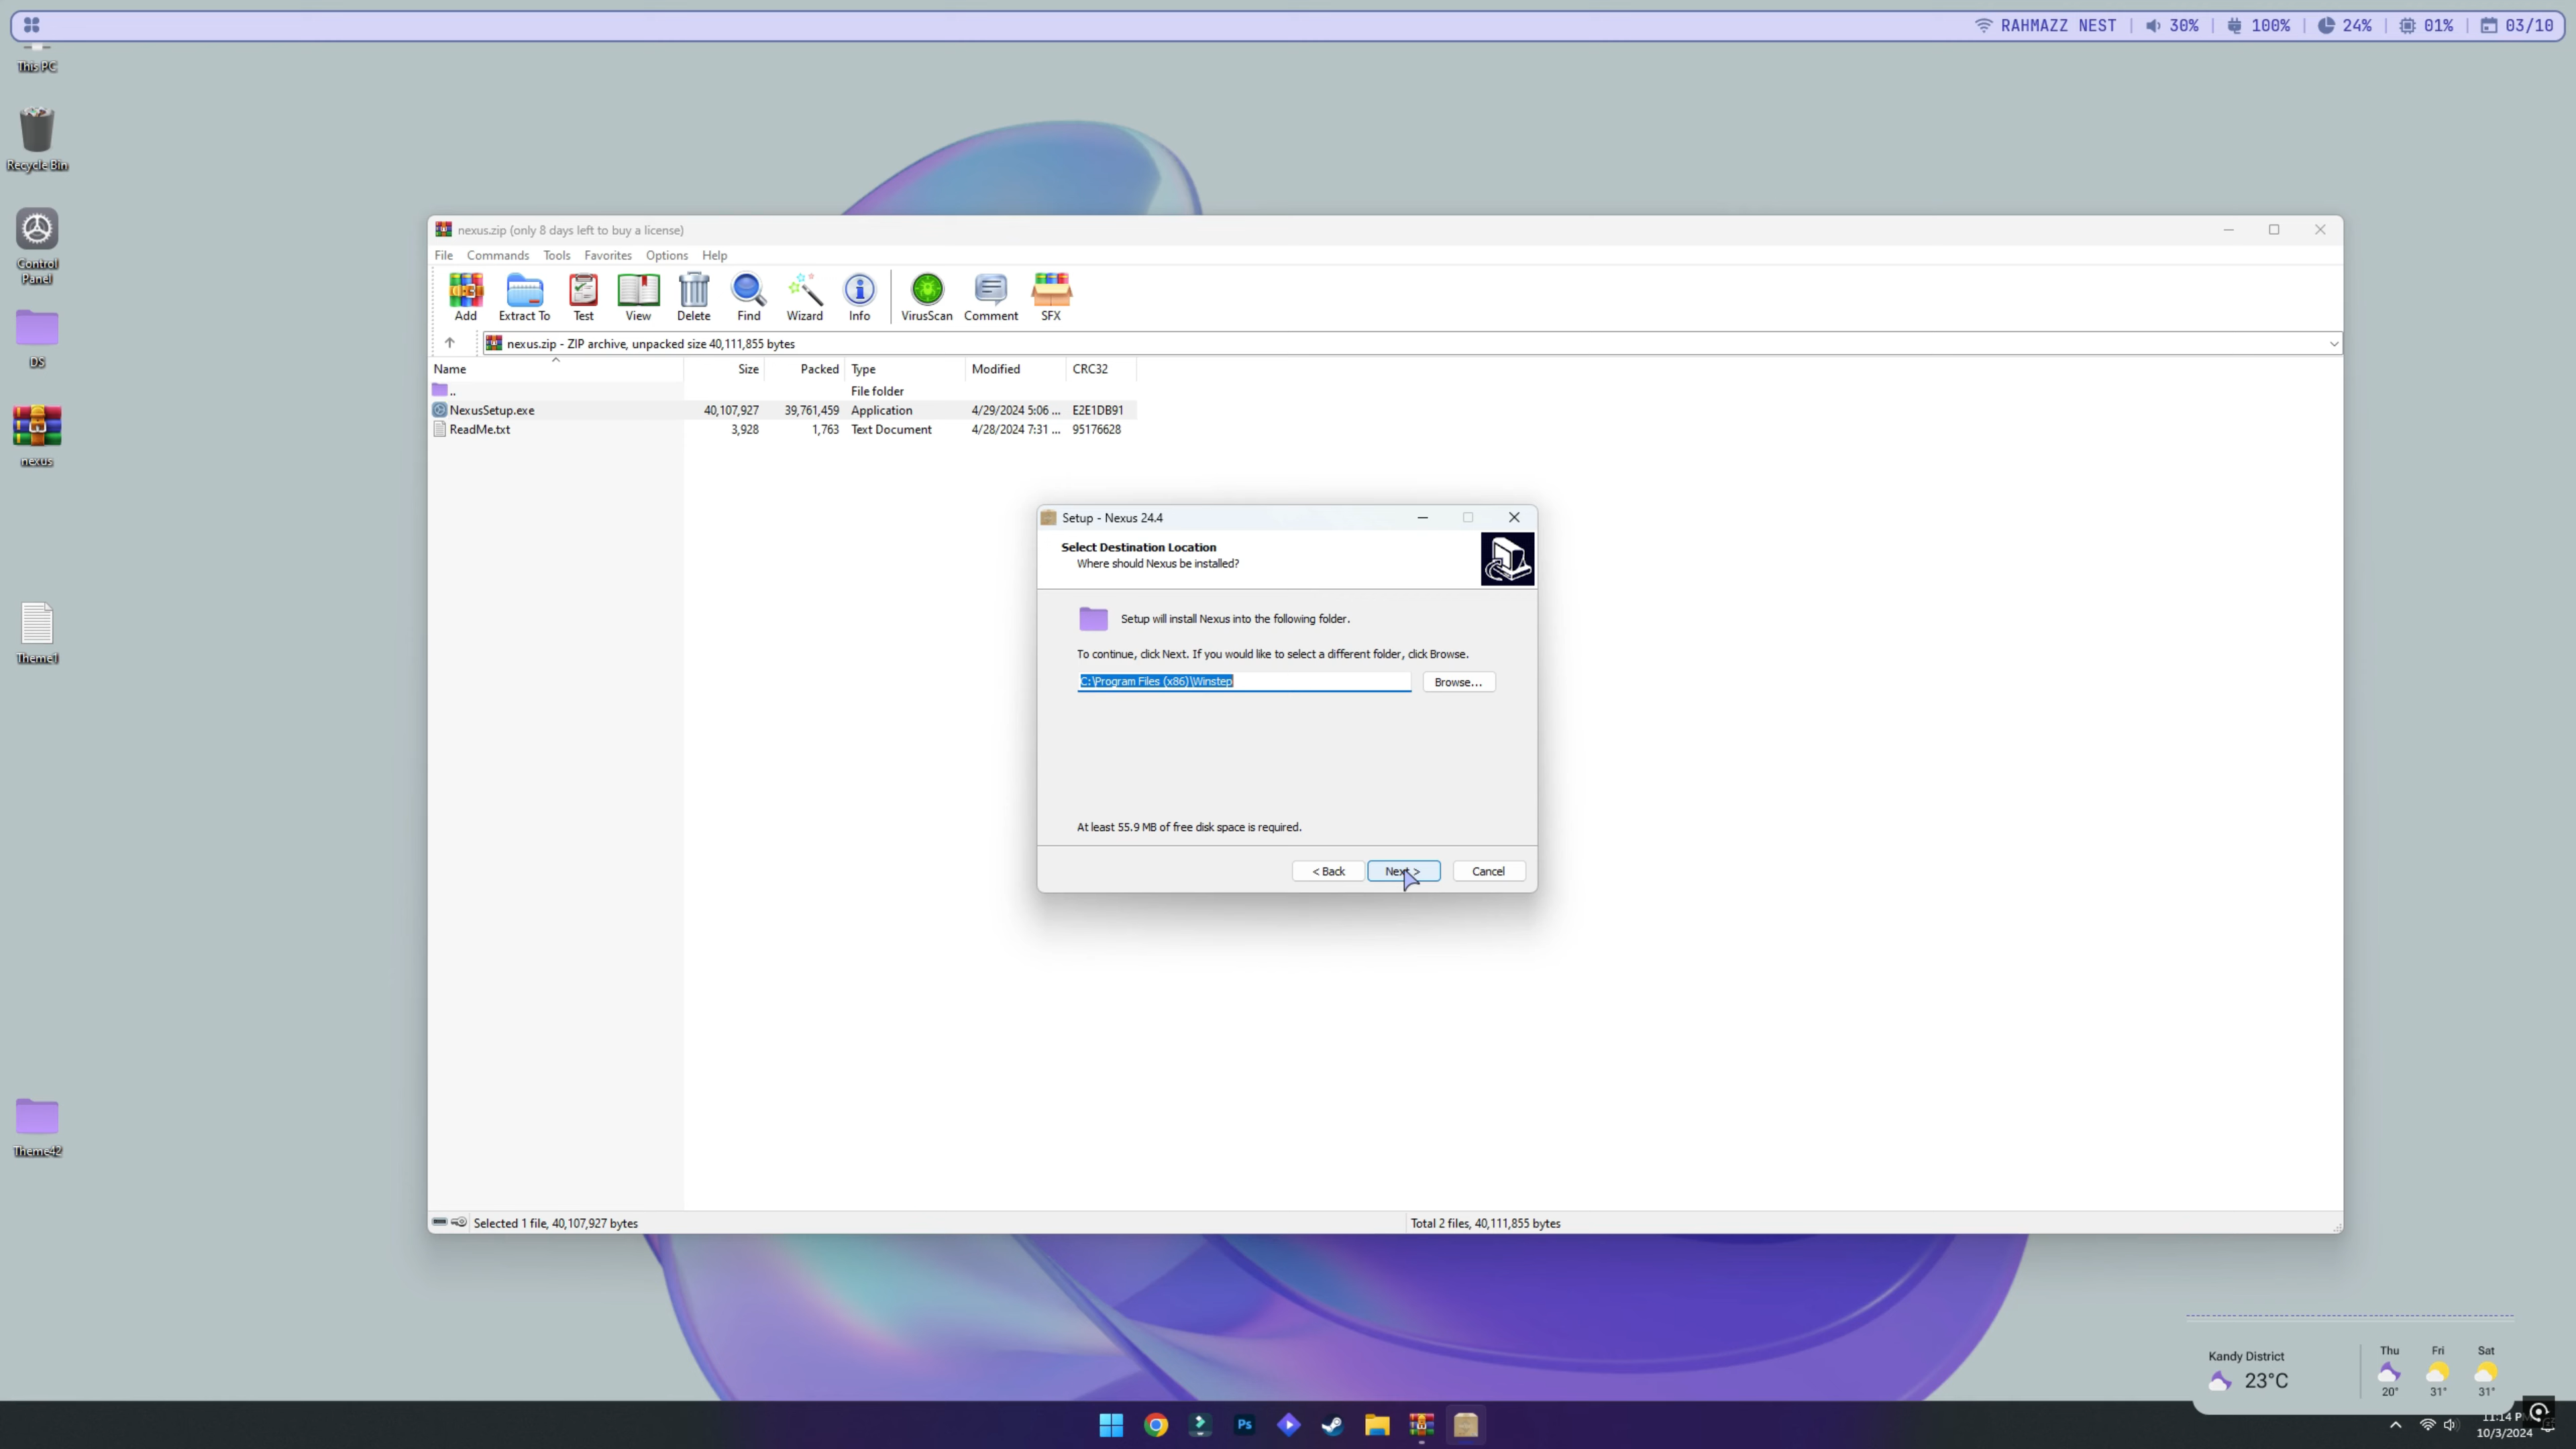 RAHMAZZ NEST | 30% | 100% | 24% | 01% | 03/10
This PC
Recycle Bin
Control
Panel
DS
nexus
Theme1
Theme42
nexus.zip (only 8 days left to buy a license)
File Commands Tools Favorites Options Help
Add Extract To Test View Delete Find Wizard Info VirusScan Comment SFX
nexus.zip - ZIP archive, unpacked size 40,111,855 bytes
Name Size Packed Type Modified CRC32
.. File folder
NexusSetup.exe 40,107,927 39,761,459 Application 4/29/2024 5:06 ... E2E1DB91
ReadMe.txt 3,928 1,763 Text Document 4/28/2024 7:31 ... 95176628
Setup - Nexus 24.4
Select Destination Location
Where should Nexus be installed?
Setup will install Nexus into the following folder.
To continue, click Next. If you would like to select a different folder, click Browse.
C:\Program Files (x86)\Winstep
Browse...
At least 55.9 MB of free disk space is required.
< Back Next > Cancel
Selected 1 file, 40,107,927 bytes Total 2 files, 40,111,855 bytes
Kandy District
23°C
Thu Fri Sat
20° 31° 31°
Ps
11:14 P
10/3/2024